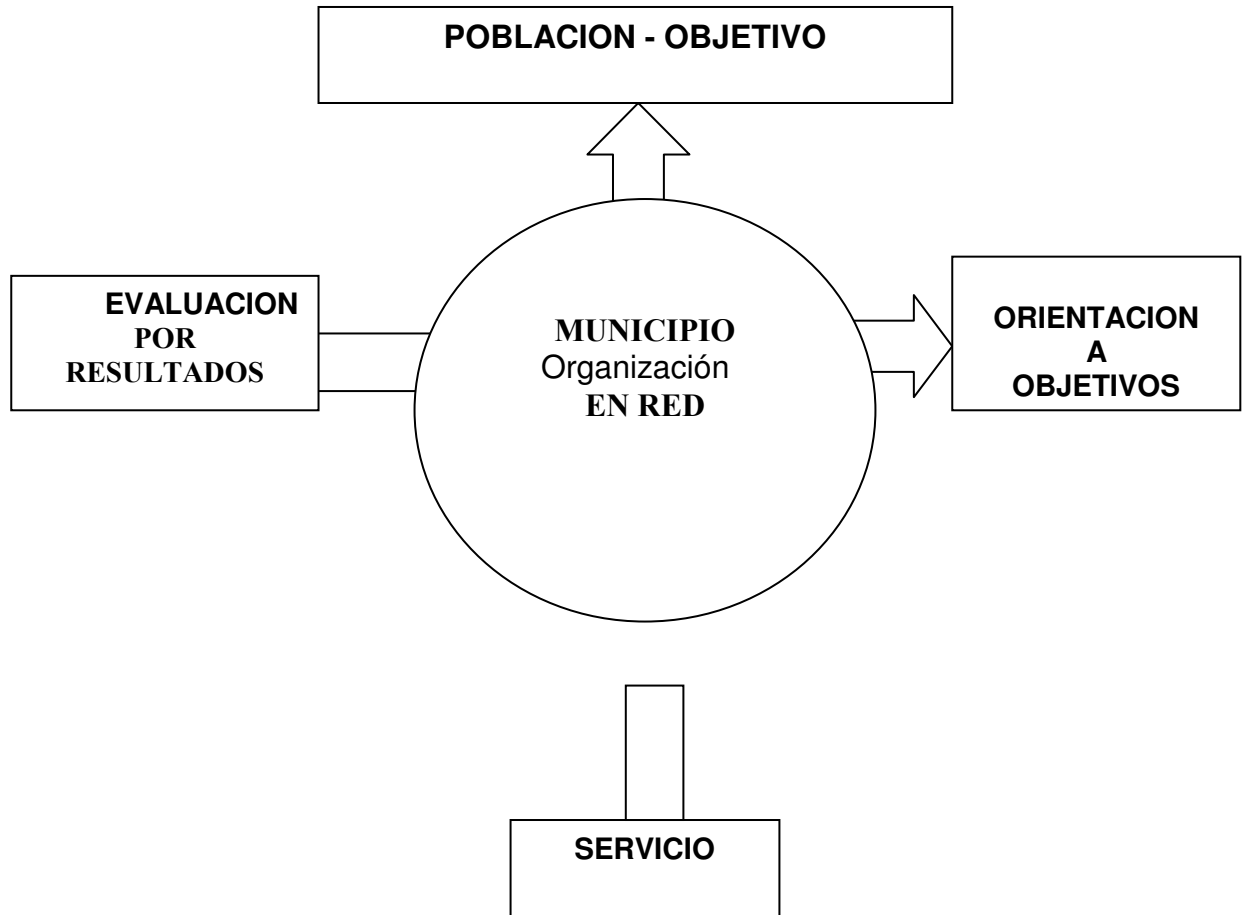 POBLACION - OBJETIVO
EVALUACION
POR
RESULTADOS
MUNICIPIO
Organización
EN RED
ORIENTACION
A
OBJETIVOS
SERVICIO